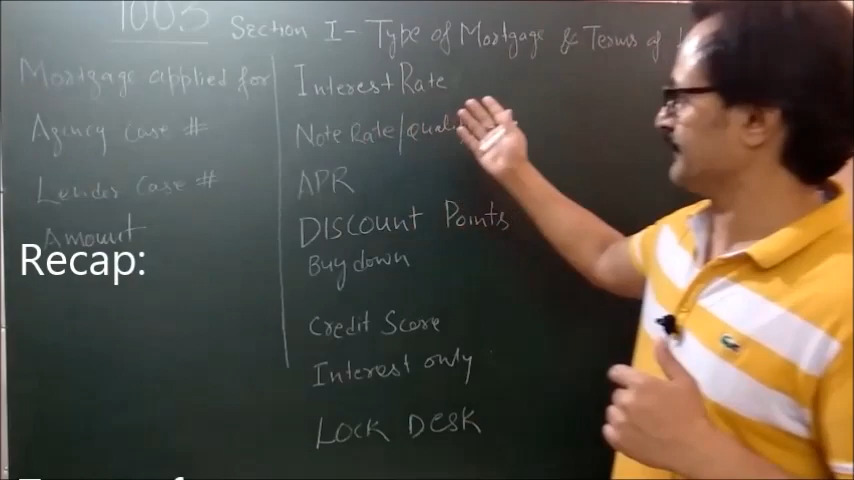 1003
Section I - Type of Mortgage & Terms of
Mortgage applied for
Agency case #
Lender Case #
Amount
Recap:
Interest Rate
Note Rate/Quali
APR
DISCOUNT Points
Buy down
Credit Score
Interest only
LOCK DESK